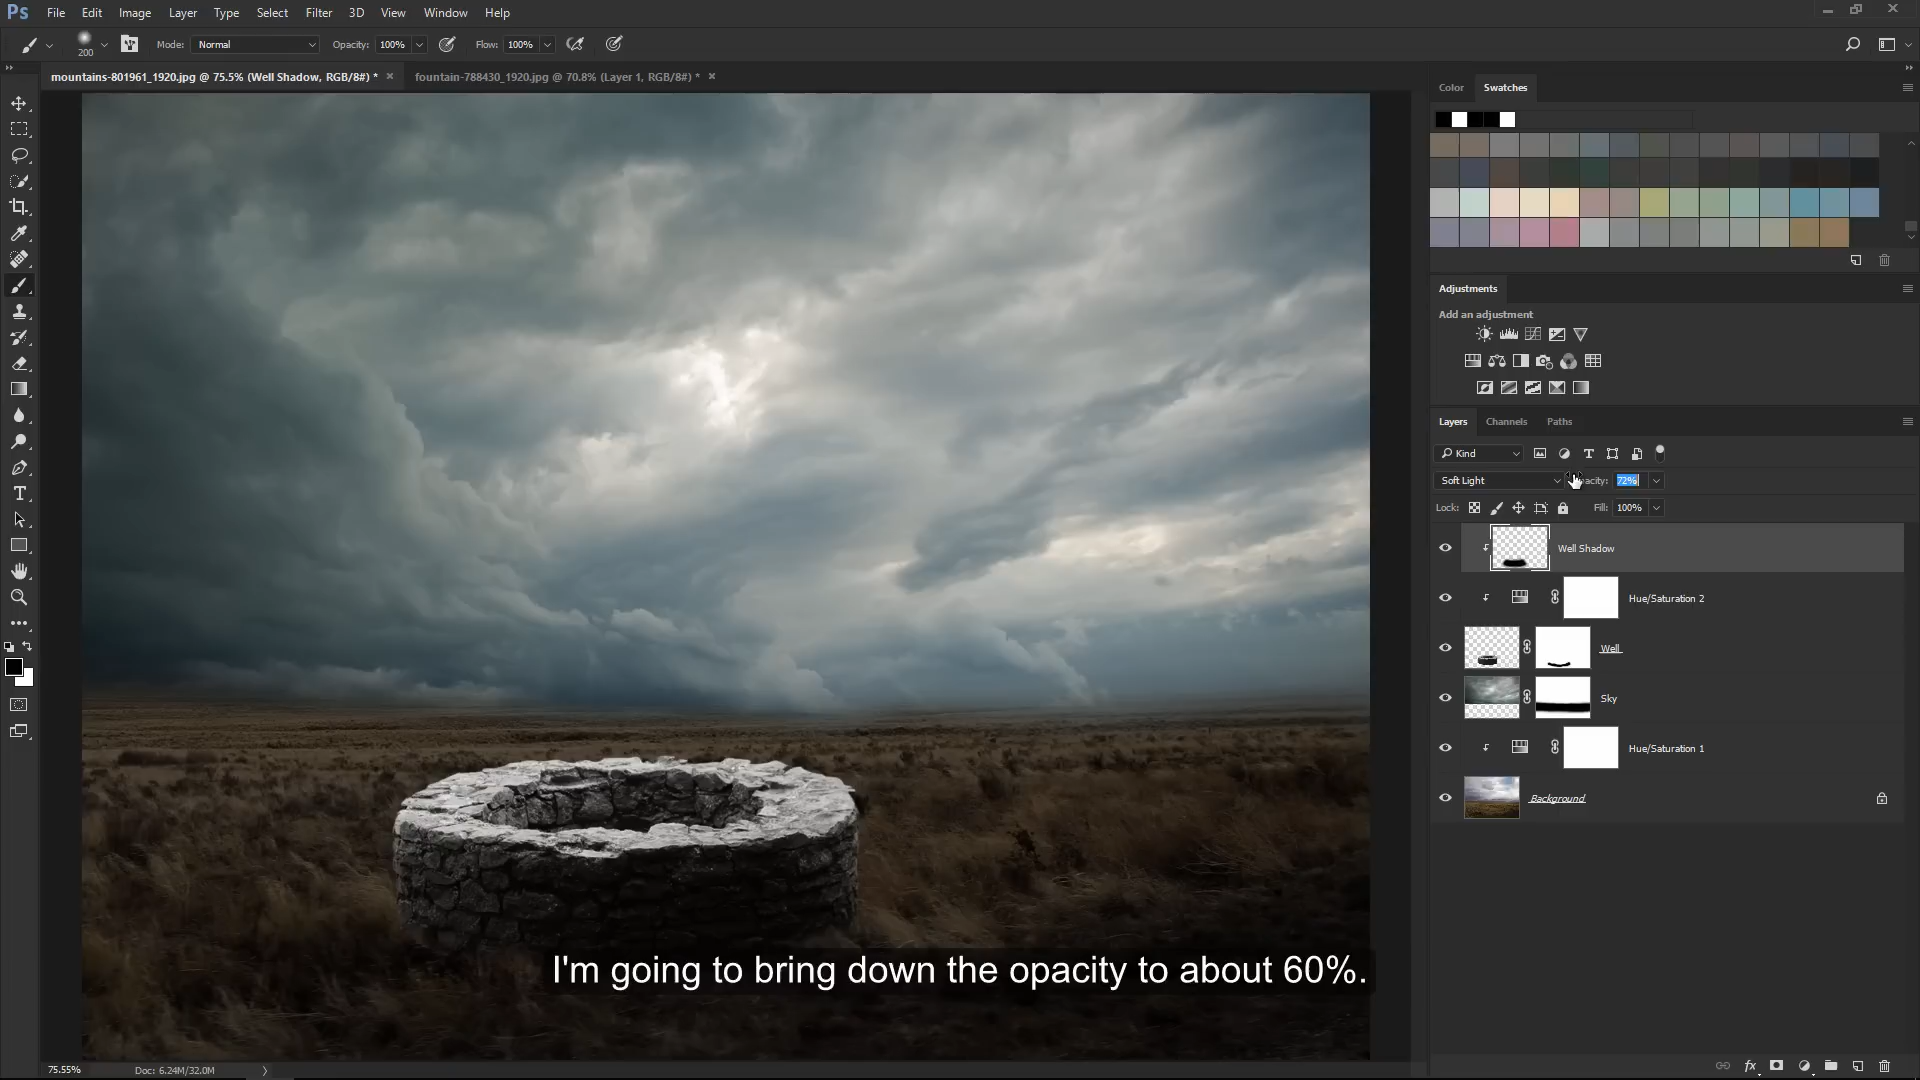 Ps File Edit Image Layer Type Select Filter 3D View Window Help
200 Mode: Normal Opacity: 100% Flow: 100%
mountains-801961_1920.jpg @ 75.5% (Well Shadow, RGB/8#) * × fountain-788430_1920.jpg @ 70.8% (Layer 1, RGB/8#) * ×
Color Swatches
Adjustments
Add an adjustment
Layers Channels Paths
Kind
Soft Light pacity: 72%
Lock: Fill: 100%
Well Shadow
Hue/Saturation 2
Well
Sky
Hue/Saturation 1
Background
I'm going to bring down the opacity to about 60%.
75.55% Doc: 6.24M/32.0M
fx